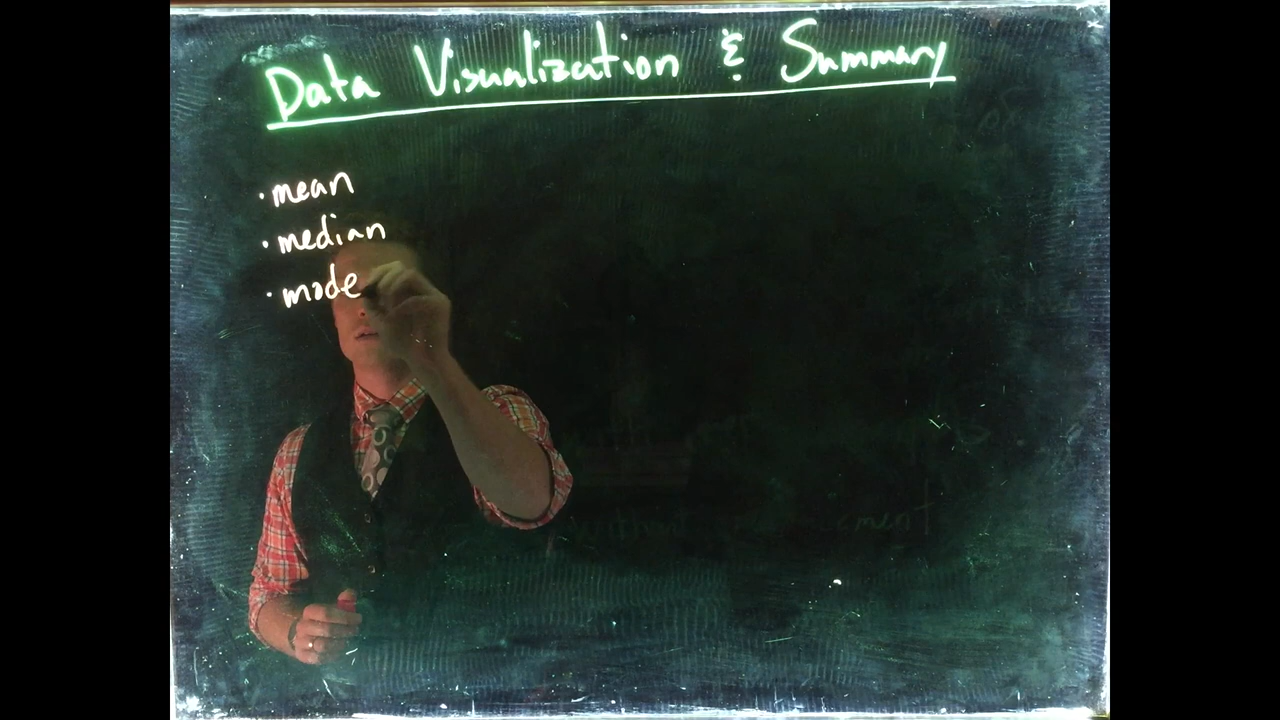 Data Visualization & Summary
· mean
· median
· mode